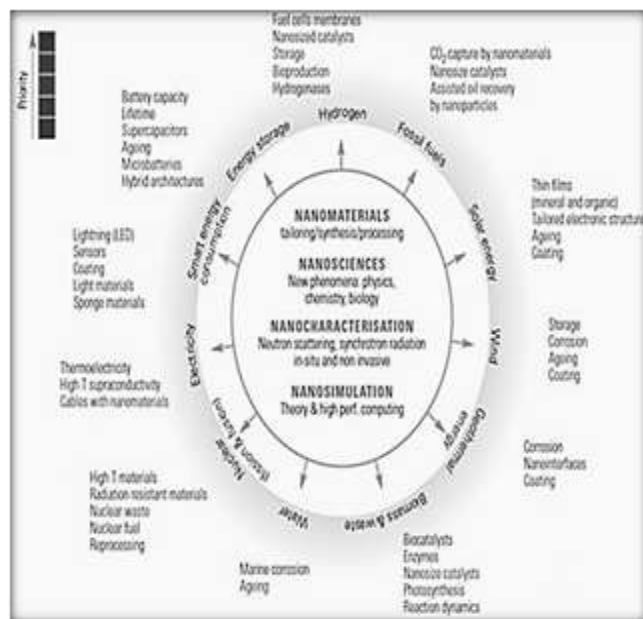 Priority
Fuel cells membranes
Nanosized catalysts
Storage
Bioproduction
Hydrogenases
CO₂ capture by nanomaterials
Nanosize catalysts
Assisted oil recovery
by nanoparticles
Battery capacity
Lifetime
Supercapacitors
Ageing
Microbatteries
Hybrid architectures
Hydrogen
Energy storage
Fossil fuels
Thin films
(mineral and organic)
Tailored electronic structure
Ageing
Coating
Smart energy
consumption
Solar energy
NANOMATERIALS
tailoring/synthesis/processing
NANOSCIENCES
New phenomena: physics,
chemistry, biology
NANOCHARACTERISATION
Neutron scattering, synchrotron radiation
in-situ and non invasive
NANOSIMULATION
Theory & high perf. computing
Lightning (LED)
Sensors
Coating
Light materials
Sponge materials
Electricity
Wind
Storage
Corrosion
Ageing
Coating
Thermoelectricity
High T supraconductivity
Cables with nanomaterials
Nuclear
(fission & fusion)
Geothermal
energy
Corrosion
Nanointerfaces
Coating
High T materials
Radiation resistant materials
Nuclear waste
Nuclear fuel
Reprocessing
Water
Biomass & waste
Marine corrosion
Ageing
Biocatalysts
Enzymes
Nanosize catalysts
Photosynthesis
Reaction dynamics